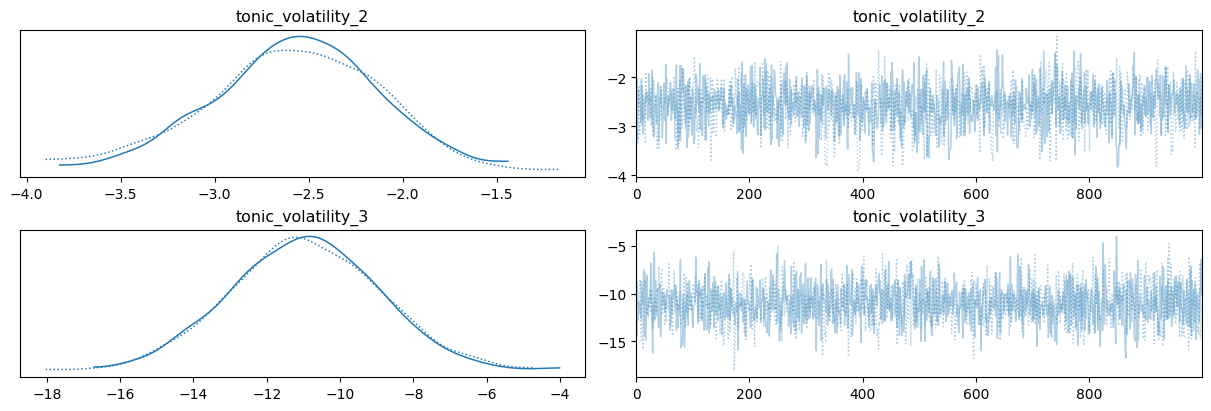 tonic_volatility_2
tonic_volatility_2
−2
−3
−4
−4.0 −3.5 −3.0 −2.5 −2.0 −1.5
0 200 400 600 800
tonic_volatility_3
tonic_volatility_3
−5
−10
−15
−18 −16 −14 −12 −10 −8 −6 −4
0 200 400 600 800